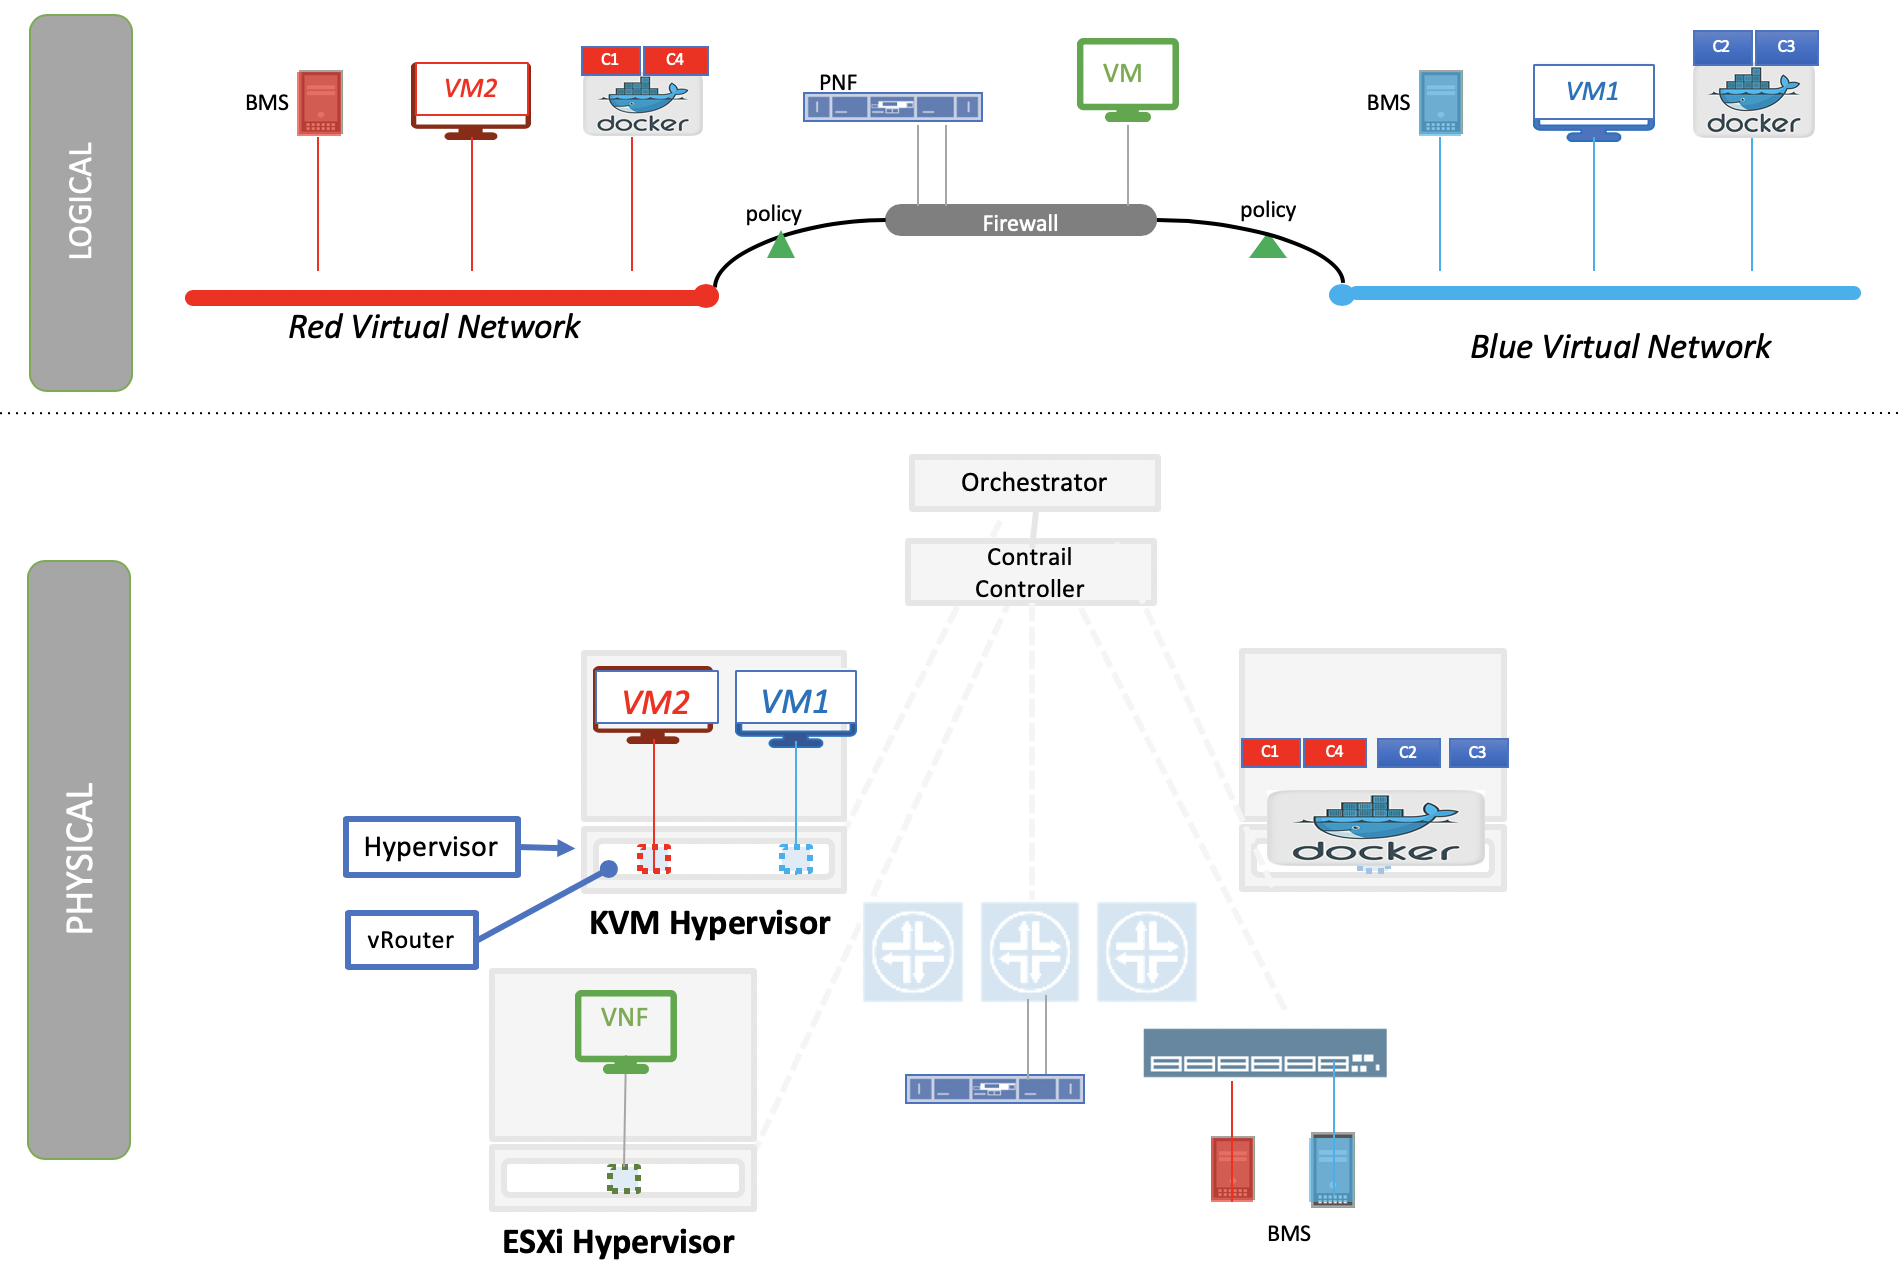 LOGICAL
BMS
VM2
C1
C4
docker
PNF
VM
BMS
VM1
C2
C3
docker
policy
Firewall
policy
Red Virtual Network
Blue Virtual Network
PHYSICAL
Orchestrator
Contrail
Controller
VM2
VM1
C1
C4
C2
C3
docker
Hypervisor
vRouter
KVM Hypervisor
VNF
ESXi Hypervisor
BMS